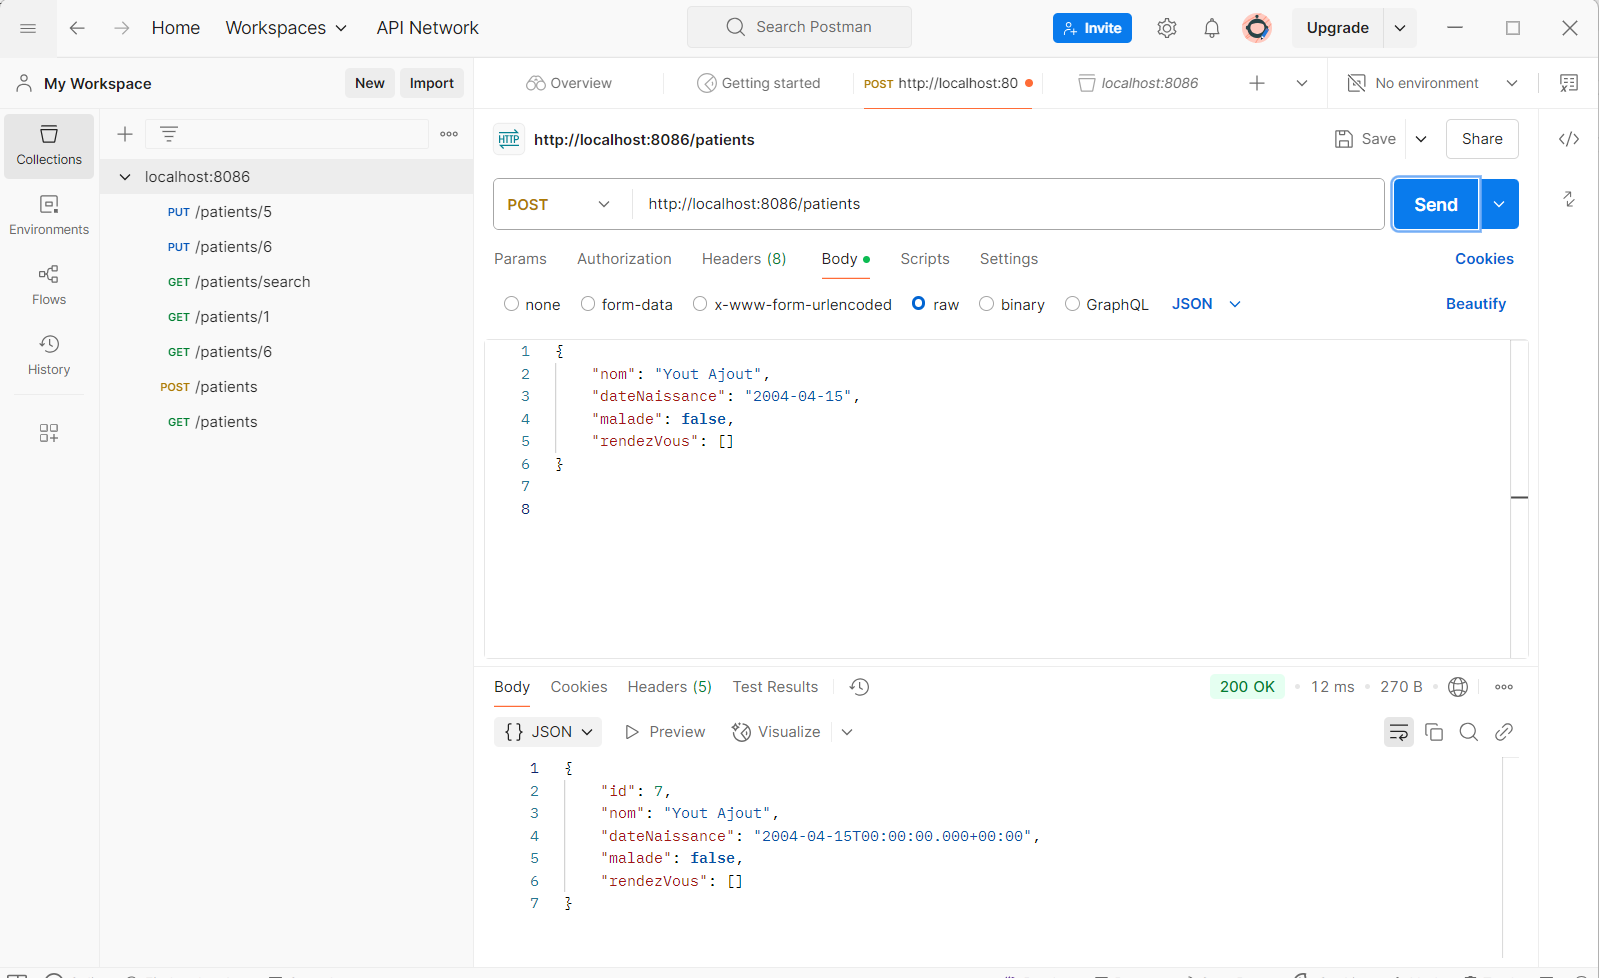 Home Workspaces API Network Search Postman Invite Upgrade
My Workspace New Import Overview Getting started POST http://localhost:80 localhost:8086 No environment
Collections
Environments
Flows
History
localhost:8086
PUT /patients/5
PUT /patients/6
GET /patients/search
GET /patients/1
GET /patients/6
POST /patients
GET /patients
HTTP http://localhost:8086/patients Save Share
POST http://localhost:8086/patients Send
Params Authorization Headers (8) Body Scripts Settings Cookies
none form-data x-www-form-urlencoded raw binary GraphQL JSON Beautify
1 {
2 "nom": "Yout Ajout",
3 "dateNaissance": "2004-04-15",
4 "malade": false,
5 "rendezVous": []
6 }
7
8
Body Cookies Headers (5) Test Results 200 OK 12 ms 270 B
{} JSON Preview Visualize
1 {
2 "id": 7,
3 "nom": "Yout Ajout",
4 "dateNaissance": "2004-04-15T00:00:00.000+00:00",
5 "malade": false,
6 "rendezVous": []
7 }